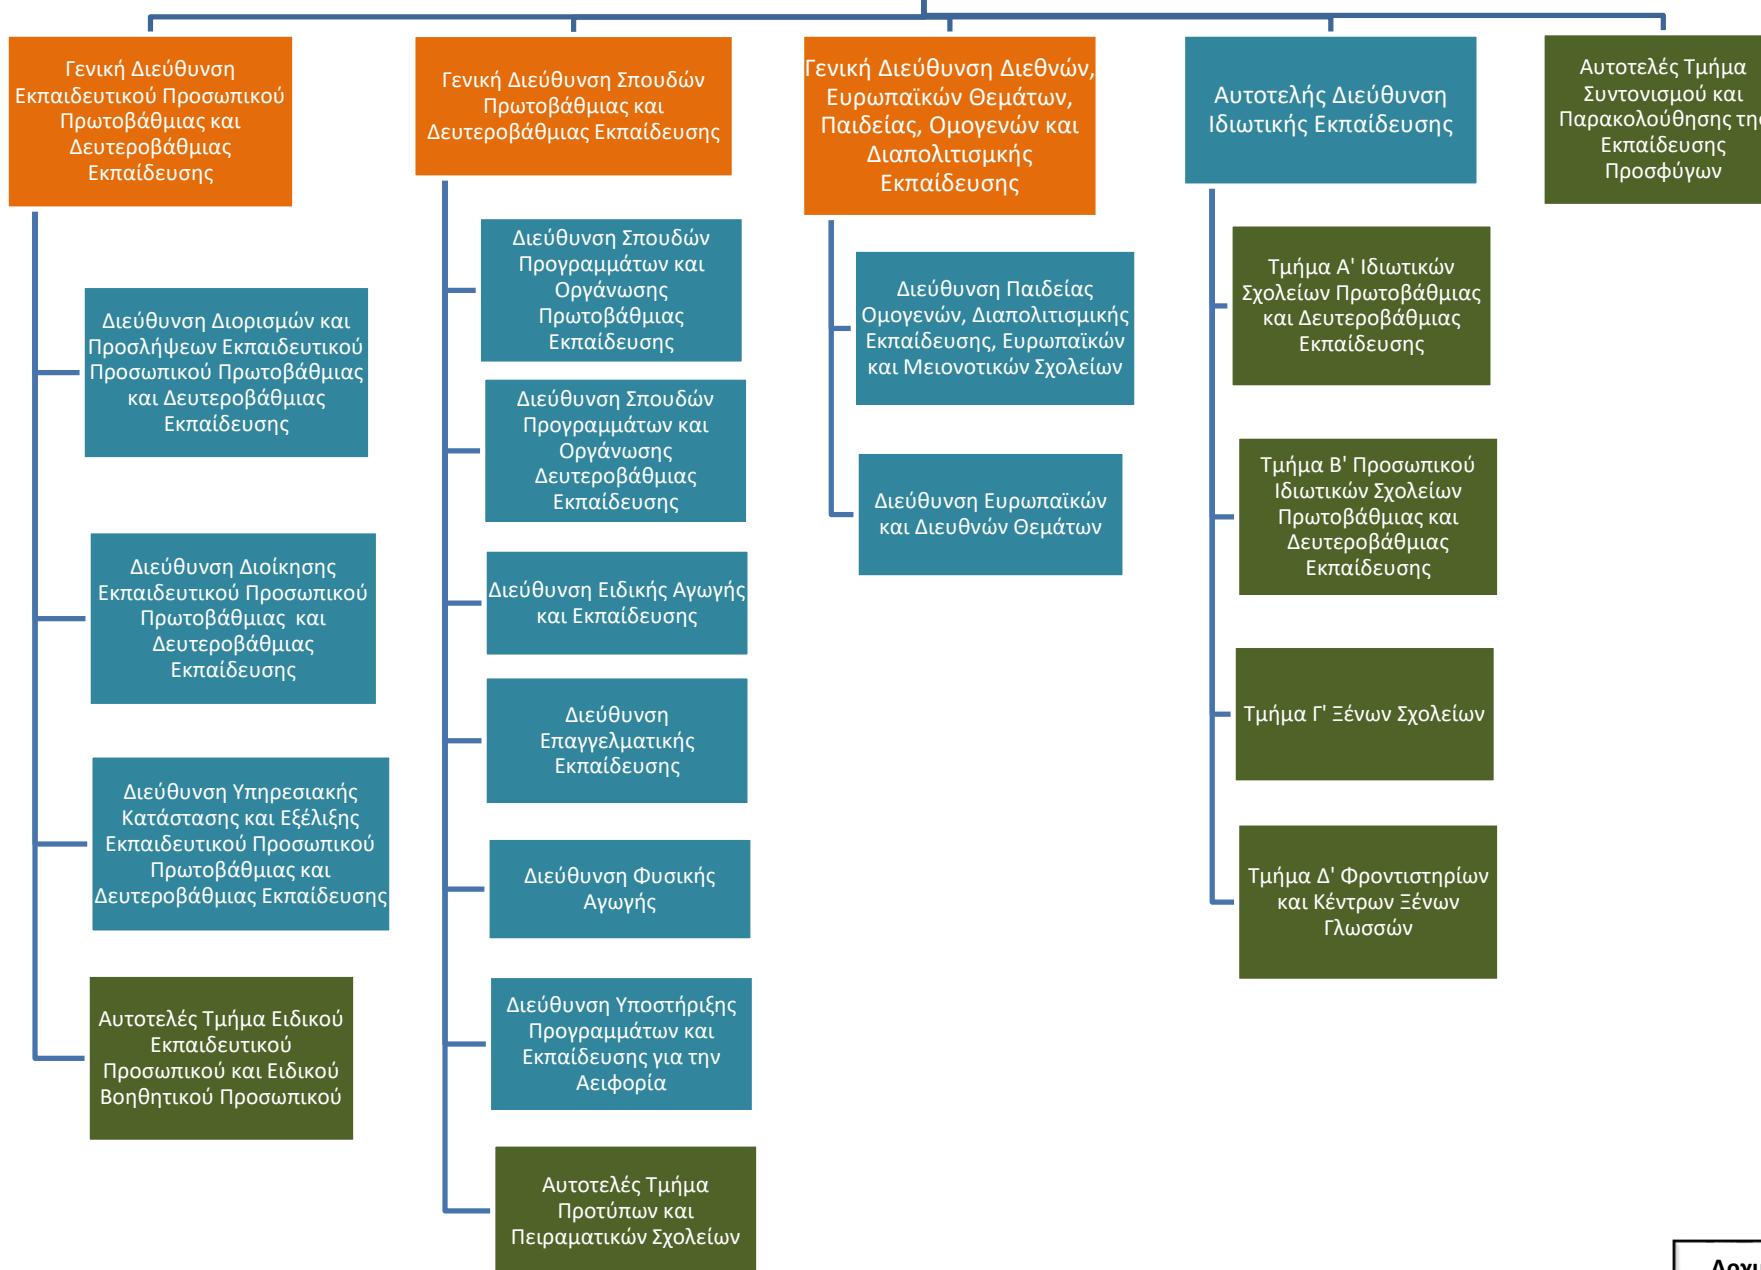 Γενική Διεύθυνση
Εκπαιδευτικού Προσωπικού
Πρωτοβάθμιας και
Δευτεροβάθμιας
Εκπαίδευσης
Διεύθυνση Διορισμών και
Προσλήψεων Εκπαιδευτικού
Προσωπικού Πρωτοβάθμιας
και Δευτεροβάθμιας
Εκπαίδευσης
Διεύθυνση Διοίκησης
Εκπαιδευτικού Προσωπικού
Πρωτοβάθμιας και
Δευτεροβάθμιας
Εκπαίδευσης
Διεύθυνση Υπηρεσιακής
Κατάστασης και Εξέλιξης
Εκπαιδευτικού Προσωπικού
Πρωτοβάθμιας και
Δευτεροβάθμιας Εκπαίδευσης
Αυτοτελές Τμήμα Ειδικού
Εκπαιδευτικού
Προσωπικού και Ειδικού
Βοηθητικού Προσωπικού
Γενική Διεύθυνση Σπουδών
Πρωτοβάθμιας και
Δευτεροβάθμιας Εκπαίδευσης
Διεύθυνση Σπουδών
Προγραμμάτων και
Οργάνωσης
Πρωτοβάθμιας
Εκπαίδευσης
Διεύθυνση Σπουδών
Προγραμμάτων και
Οργάνωσης
Δευτεροβάθμιας
Εκπαίδευσης
Διεύθυνση Ειδικής Αγωγής
και Εκπαίδευσης
Διεύθυνση
Επαγγελματικής
Εκπαίδευσης
Διεύθυνση Φυσικής
Αγωγής
Διεύθυνση Υποστήριξης
Προγραμμάτων και
Εκπαίδευσης για την
Αειφορία
Αυτοτελές Τμήμα
Προτύπων και
Πειραματικών Σχολείων
Γενική Διεύθυνση Διεθνών,
Ευρωπαϊκών Θεμάτων,
Παιδείας, Ομογενών και
Διαπολιτισμκής
Εκπαίδευσης
Διεύθυνση Παιδείας
Ομογενών, Διαπολιτισμικής
Εκπαίδευσης, Ευρωπαϊκών
και Μειονοτικών Σχολείων
Διεύθυνση Ευρωπαϊκών
και Διευθνών Θεμάτων
Αυτοτελής Διεύθυνση
Ιδιωτικής Εκπαίδευσης
Τμήμα Α' Ιδιωτικών
Σχολείων Πρωτοβάθμιας
και Δευτεροβάθμιας
Εκπαίδευσης
Τμήμα Β' Προσωπικού
Ιδιωτικών Σχολείων
Πρωτοβάθμιας και
Δευτεροβάθμιας
Εκπαίδευσης
Τμήμα Γ' Ξένων Σχολείων
Τμήμα Δ' Φροντιστηρίων
και Κέντρων Ξένων
Γλωσσών
Αυτοτελές Τμήμα
Συντονισμού και
Παρακολούθησης της
Εκπαίδευσης
Προσφύγων